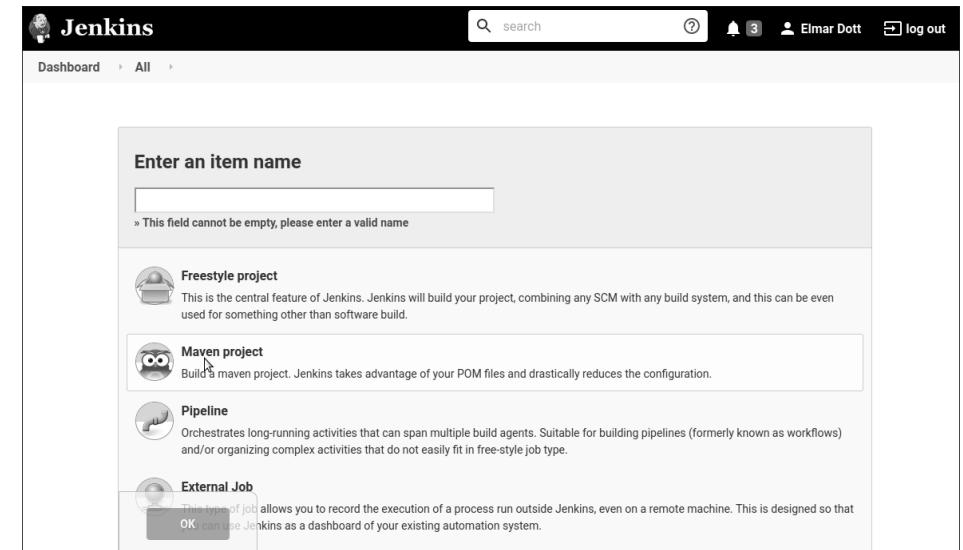 Jenkins
search
3
Elmar Dott
log out
Dashboard
All
Enter an item name
» This field cannot be empty, please enter a valid name
Freestyle project
This is the central feature of Jenkins. Jenkins will build your project, combining any SCM with any build system, and this can be even
used for something other than software build.
Maven project
Build a maven project. Jenkins takes advantage of your POM files and drastically reduces the configuration.
Pipeline
Orchestrates long-running activities that can span multiple build agents. Suitable for building pipelines (formerly known as workflows)
and/or organizing complex activities that do not easily fit in free-style job type.
External Job
This type of job allows you to record the execution of a process run outside Jenkins, even on a remote machine. This is designed so that
you can use Jenkins as a dashboard of your existing automation system.
OK